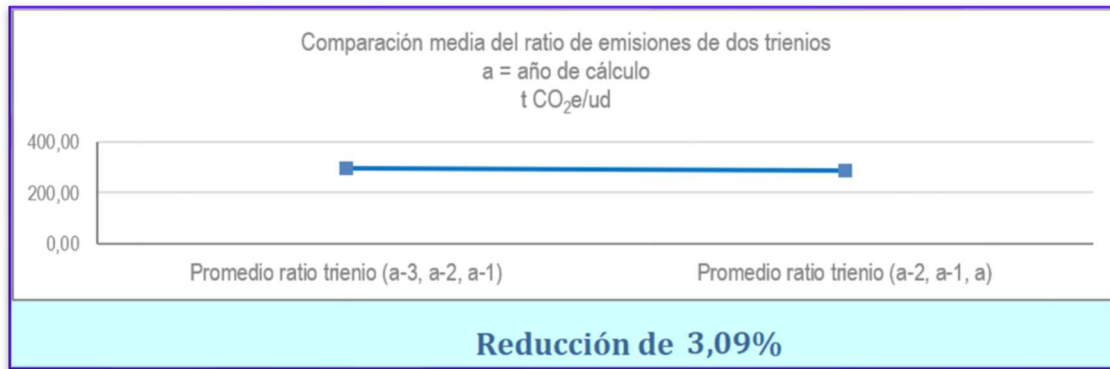 Comparación media del ratio de emisiones de dos trienios
a = año de cálculo
t CO₂e/ud
400,00
200,00
0,00
Promedio ratio trienio (a-3, a-2, a-1)
Promedio ratio trienio (a-2, a-1, a)
Reducción de 3,09%